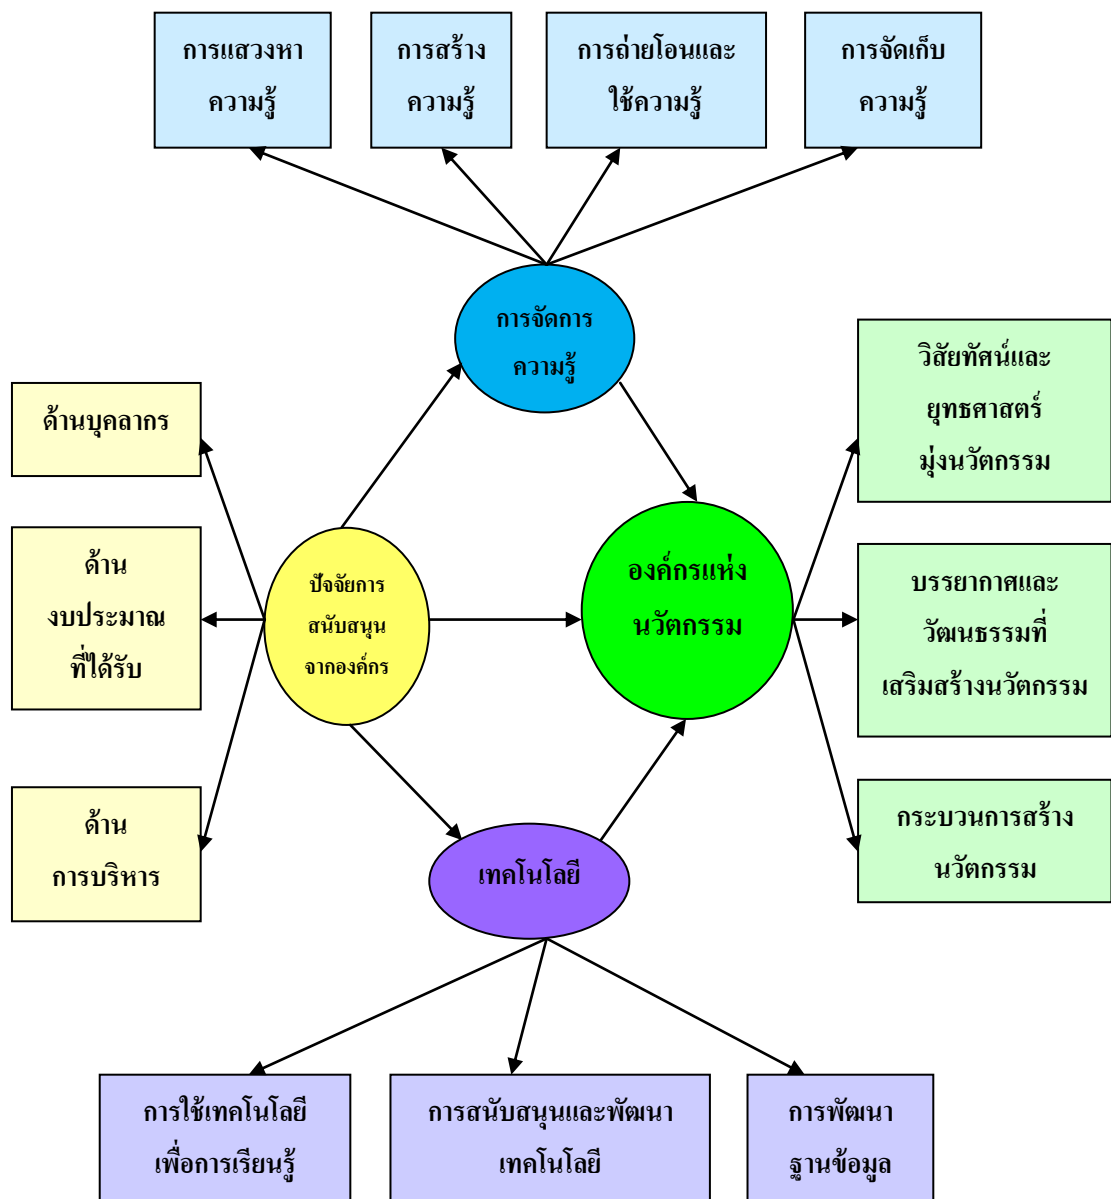 การแสวงหา
ความรู้
การสร้าง
ความรู้
การถ่ายโอนและ
ใช้ความรู้
การจัดเก็บ
ความรู้
การจัดการ
ความรู้
วิสัยทัศน์และ
ยุทธศาสตร์
มุ่งนวัตกรรม
ด้านบุคลากร
ด้าน
งบประมาณ
ที่ได้รับ
ปัจจัยการ
สนับสนุน
จากองค์กร
องค์กรแห่ง
นวัตกรรม
บรรยากาศและ
วัฒนธรรมที่
เสริมสร้างนวัตกรรม
ด้าน
การบริหาร
เทคโนโลยี
กระบวนการสร้าง
นวัตกรรม
การใช้เทคโนโลยี
เพื่อการเรียนรู้
การสนับสนุนและพัฒนา
เทคโนโลยี
การพัฒนา
ฐานข้อมูล